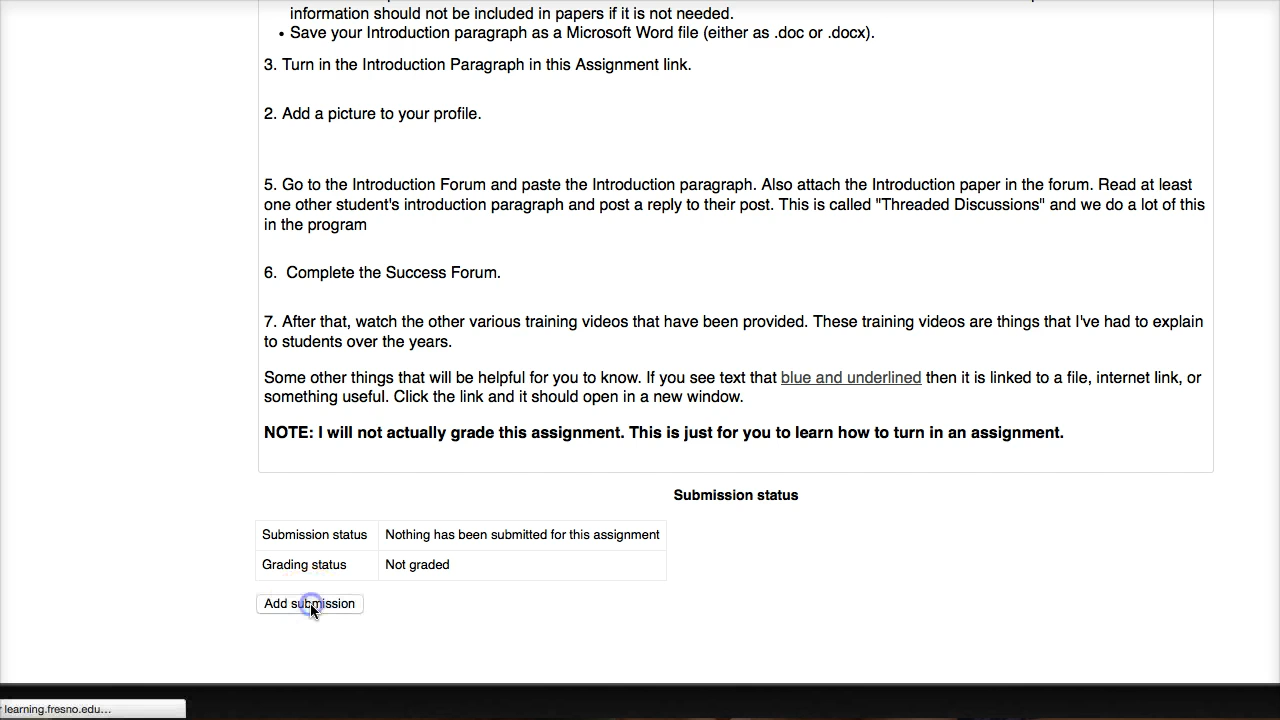 information should not be included in papers if it is not needed.
• Save your Introduction paragraph as a Microsoft Word file (either as .doc or .docx).
3. Turn in the Introduction Paragraph in this Assignment link.
2. Add a picture to your profile.
5. Go to the Introduction Forum and paste the Introduction paragraph. Also attach the Introduction paper in the forum. Read at least
one other student's introduction paragraph and post a reply to their post. This is called "Threaded Discussions" and we do a lot of this
in the program
6.  Complete the Success Forum.
7. After that, watch the other various training videos that have been provided. These training videos are things that I've had to explain
to students over the years.
Some other things that will be helpful for you to know. If you see text that blue and underlined then it is linked to a file, internet link, or
something useful. Click the link and it should open in a new window.
NOTE: I will not actually grade this assignment. This is just for you to learn how to turn in an assignment.
Submission status
Submission status Nothing has been submitted for this assignment
Grading status Not graded
Add submission
learning.fresno.edu...